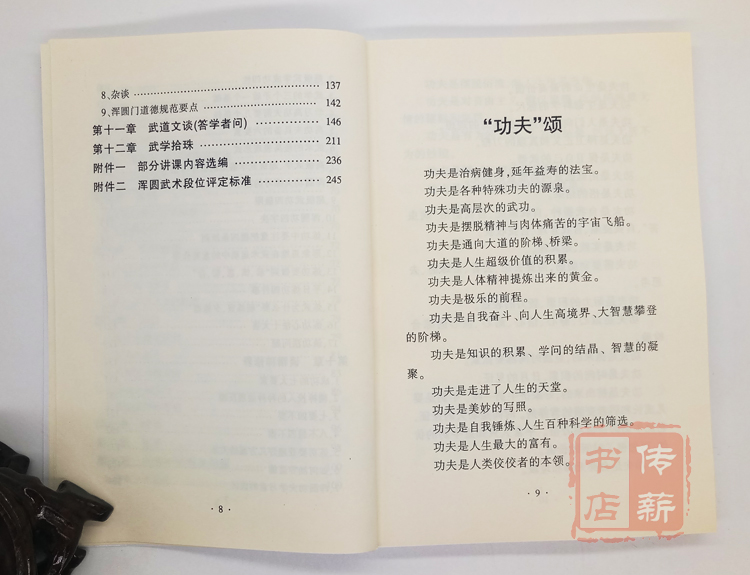 8、杂谈 ………………………………………… 137
9、浑圆门道德规范要点 ……………………… 142
第十一章 武道文谈(答学者问) ……………… 146
第十二章 武学拾珠 …………………………… 211
附件一 部分讲课内容选编 …………………… 236
附件二 浑圆武术段位评定标准 ……………… 245
· 8 ·
“功夫”颂
功夫是治病健身,延年益寿的法宝。
功夫是各种特殊功夫的源泉。
功夫是高层次的武功。
功夫是摆脱精神与肉体痛苦的宇宙飞船。
功夫是通向大道的阶梯、桥梁。
功夫是人生超级价值的积累。
功夫是人体精神提炼出来的黄金。
功夫是极乐的前程。
功夫是自我奋斗、向人生高境界、大智慧攀登
的阶梯。
功夫是知识的积累、学问的结晶、智慧的凝
聚。
功夫是走进了人生的天堂。
功夫是美妙的写照。
功夫是自我锤炼、人生百种科学的筛选。
功夫是人生最大的富有。
功夫是人类佼佼者的本领。
· 9 ·
传薪
书店